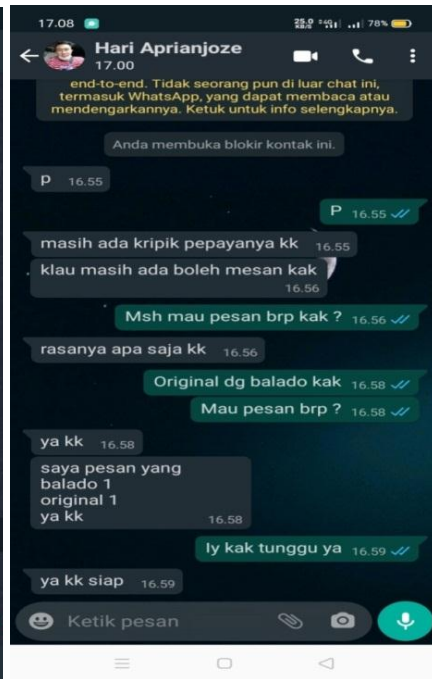 17.08
25.0 KB/S 78%
Hari Aprianjoze
17.00
end-to-end. Tidak seorang pun di luar chat ini,
termasuk WhatsApp, yang dapat membaca atau
mendengarkannya. Ketuk untuk info selengkapnya.
Anda membuka blokir kontak ini.
p 16.55
P 16.55
masih ada kripik pepayanya kk 16.55
klau masih ada boleh mesan kak
16.56
Msh mau pesan brp kak ? 16.56
rasanya apa saja kk 16.56
Original dg balado kak 16.58
Mau pesan brp ? 16.58
ya kk 16.58
saya pesan yang
balado 1
original 1
ya kk 16.58
Iy kak tunggu ya 16.59
ya kk siap 16.59
Ketik pesan